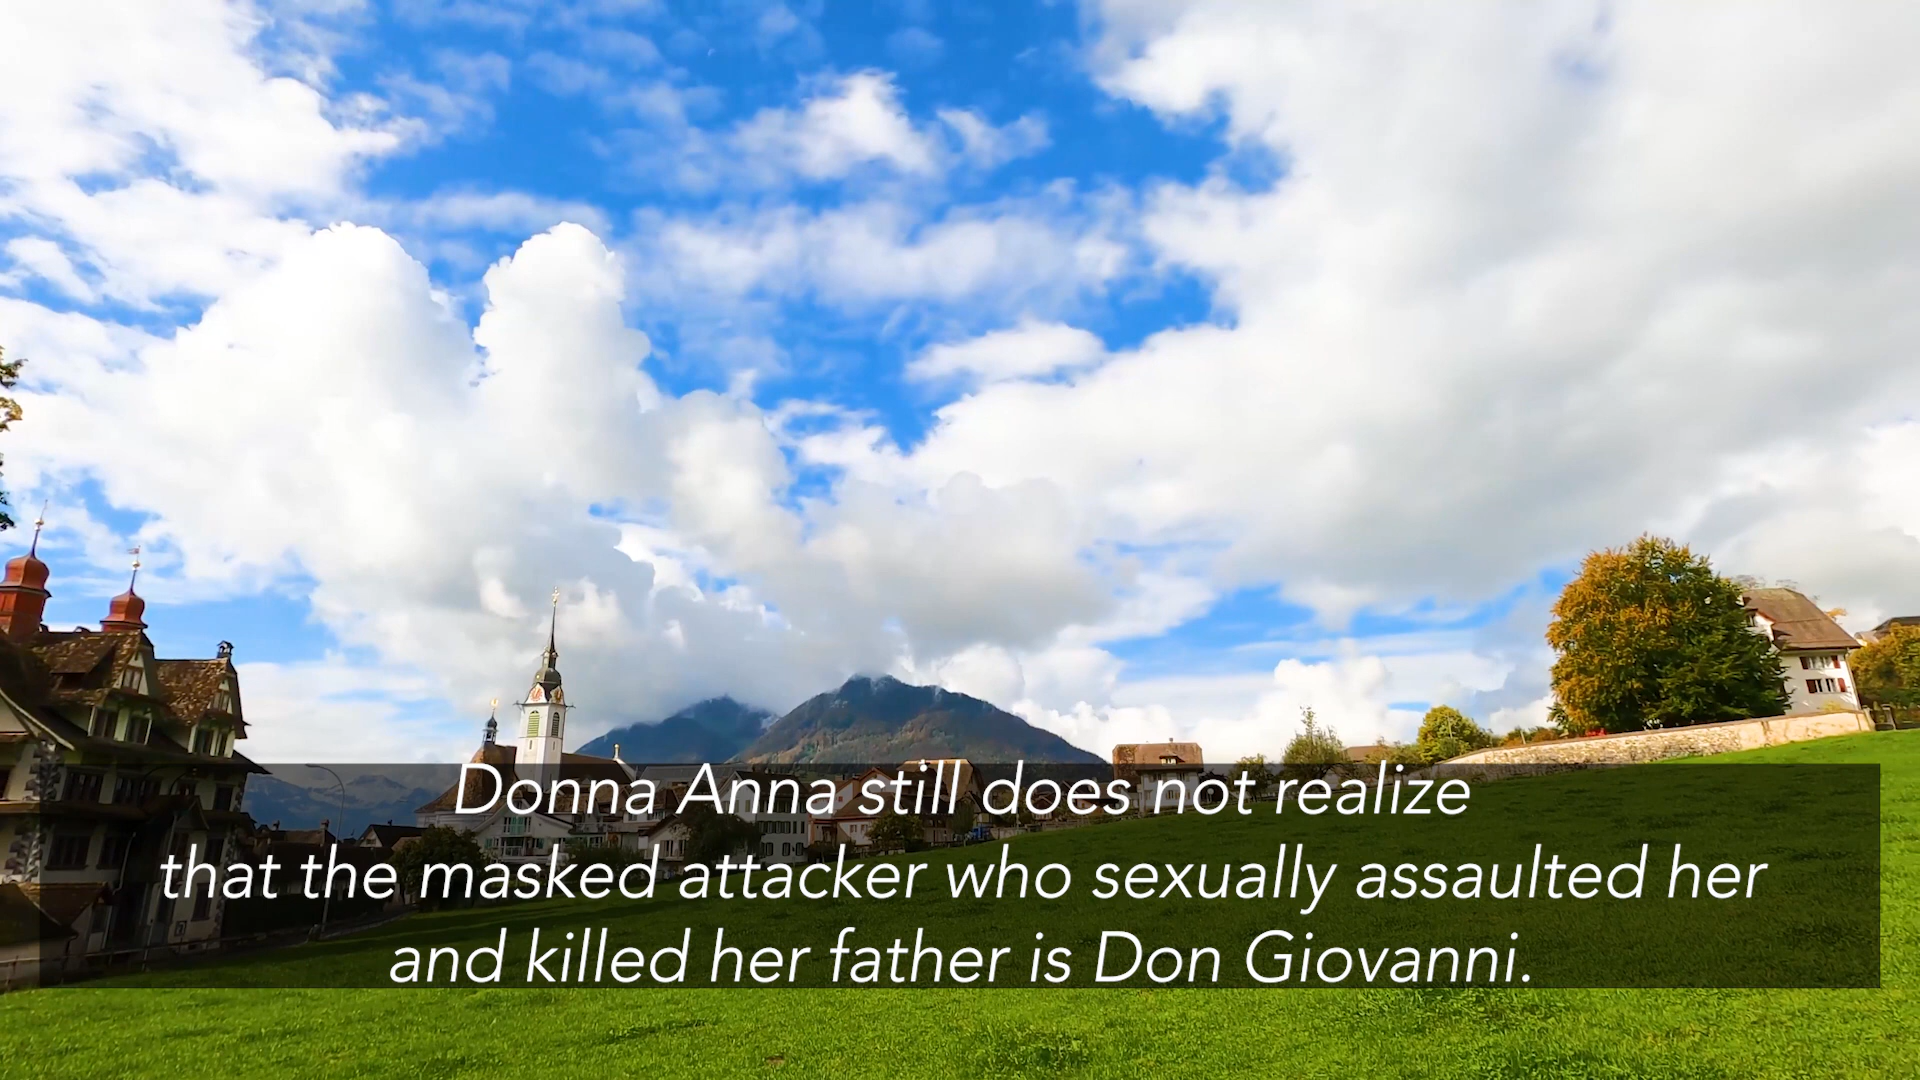 Donna Anna still does not realize
that the masked attacker who sexually assaulted her
and killed her father is Don Giovanni.